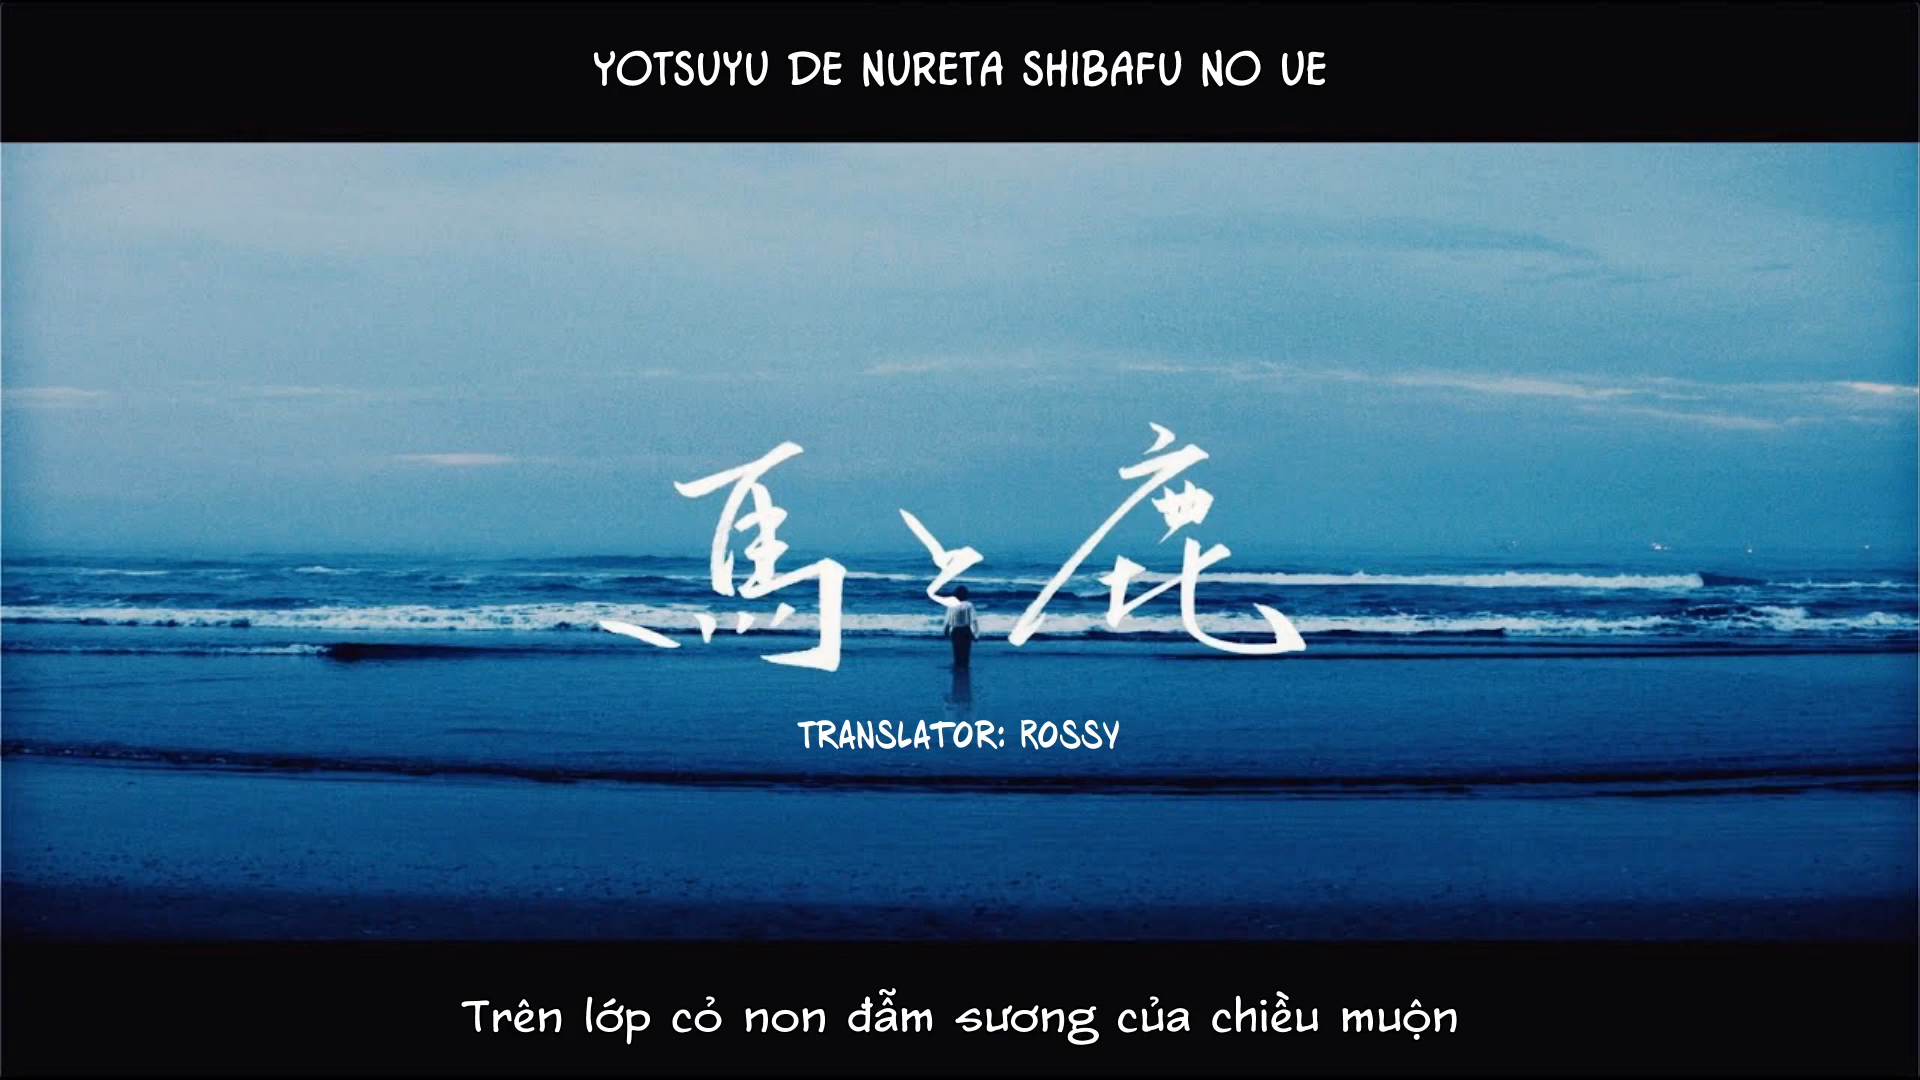 YOTSUYU DE NURETA SHIBAFU NO UE
馬と鹿
TRANSLATOR: ROSSY
Trên lớp cỏ non đẫm sương của chiều muộn